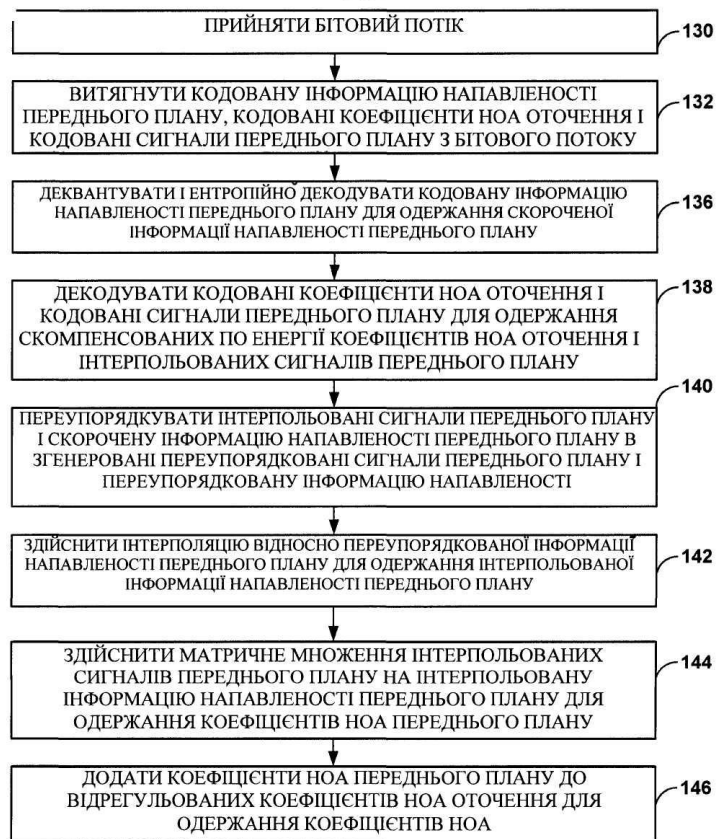 ПРИЙНЯТИ БІТОВИЙ ПОТІК
130
ВИТЯГНУТИ КОДОВАНУ ІНФОРМАЦІЮ НАПАВЛЕНОСТІ
ПЕРЕДНЬОГО ПЛАНУ, КОДОВАНІ КОЕФІЦІЄНТИ НОА ОТОЧЕННЯ І
КОДОВАНІ СИГНАЛИ ПЕРЕДНЬОГО ПЛАНУ З БІТОВОГО ПОТОКУ
132
ДЕКВАНТУВАТИ І ЕНТРОПІЙНО ДЕКОДУВАТИ КОДОВАНУ ІНФОРМАЦІЮ
НАПАВЛЕНОСТІ ПЕРЕДНЬОГО ПЛАНУ ДЛЯ ОДЕРЖАННЯ СКОРОЧЕНОЇ
ІНФОРМАЦІЇ НАПАВЛЕНОСТІ ПЕРЕДНЬОГО ПЛАНУ
136
ДЕКОДУВАТИ КОДОВАНІ КОЕФІЦІЄНТИ НОА ОТОЧЕННЯ І
КОДОВАНІ СИГНАЛИ ПЕРЕДНЬОГО ПЛАНУ ДЛЯ ОДЕРЖАННЯ
СКОМПЕНСОВАНИХ ПО ЕНЕРГІЇ КОЕФІЦІЄНТІВ НОА ОТОЧЕННЯ І
ІНТЕРПОЛЬОВАНИХ СИГНАЛІВ ПЕРЕДНЬОГО ПЛАНУ
138
ПЕРЕУПОРЯДКУВАТИ ІНТЕРПОЛЬОВАНІ СИГНАЛИ ПЕРЕДНЬОГО ПЛАНУ
І СКОРОЧЕНУ ІНФОРМАЦІЮ НАПАВЛЕНОСТІ ПЕРЕДНЬОГО ПЛАНУ В
ЗГЕНЕРОВАНІ ПЕРЕУПОРЯДКОВАНІ СИГНАЛИ ПЕРЕДНЬОГО ПЛАНУ І
ПЕРЕУПОРЯДКОВАНУ ІНФОРМАЦІЮ НАПАВЛЕНОСТІ
140
ЗДІЙСНИТИ ІНТЕРПОЛЯЦІЮ ВІДНОСНО ПЕРЕУПОРЯДКОВАНОЇ ІНФОРМАЦІЇ
НАПАВЛЕНОСТІ ПЕРЕДНЬОГО ПЛАНУ ДЛЯ ОДЕРЖАННЯ ІНТЕРПОЛЬОВАНОЇ
ІНФОРМАЦІЇ НАПАВЛЕНОСТІ ПЕРЕДНЬОГО ПЛАНУ
142
ЗДІЙСНИТИ МАТРИЧНЕ МНОЖЕННЯ ІНТЕРПОЛЬОВАНИХ
СИГНАЛІВ ПЕРЕДНЬОГО ПЛАНУ НА ІНТЕРПОЛЬОВАНУ
ІНФОРМАЦІЮ НАПАВЛЕНОСТІ ПЕРЕДНЬОГО ПЛАНУ ДЛЯ
ОДЕРЖАННЯ КОЕФІЦІЄНТІВ НОА ПЕРЕДНЬОГО ПЛАНУ
144
ДОДАТИ КОЕФІЦІЄНТИ НОА ПЕРЕДНЬОГО ПЛАНУ ДО
ВІДРЕГУЛЬОВАНИХ КОЕФІЦІЄНТІВ НОА ОТОЧЕННЯ ДЛЯ
ОДЕРЖАННЯ КОЕФІЦІЄНТІВ НОА
146